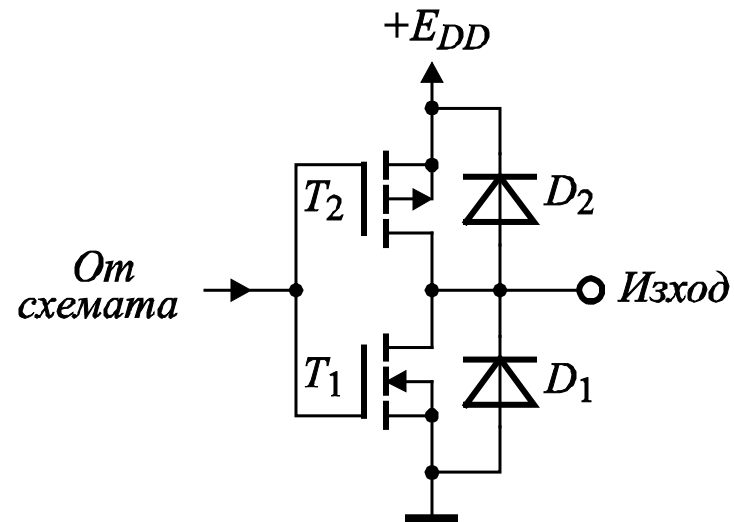 +E_DD
T₂
D₂
От
схемата
Изход
T₁
D₁